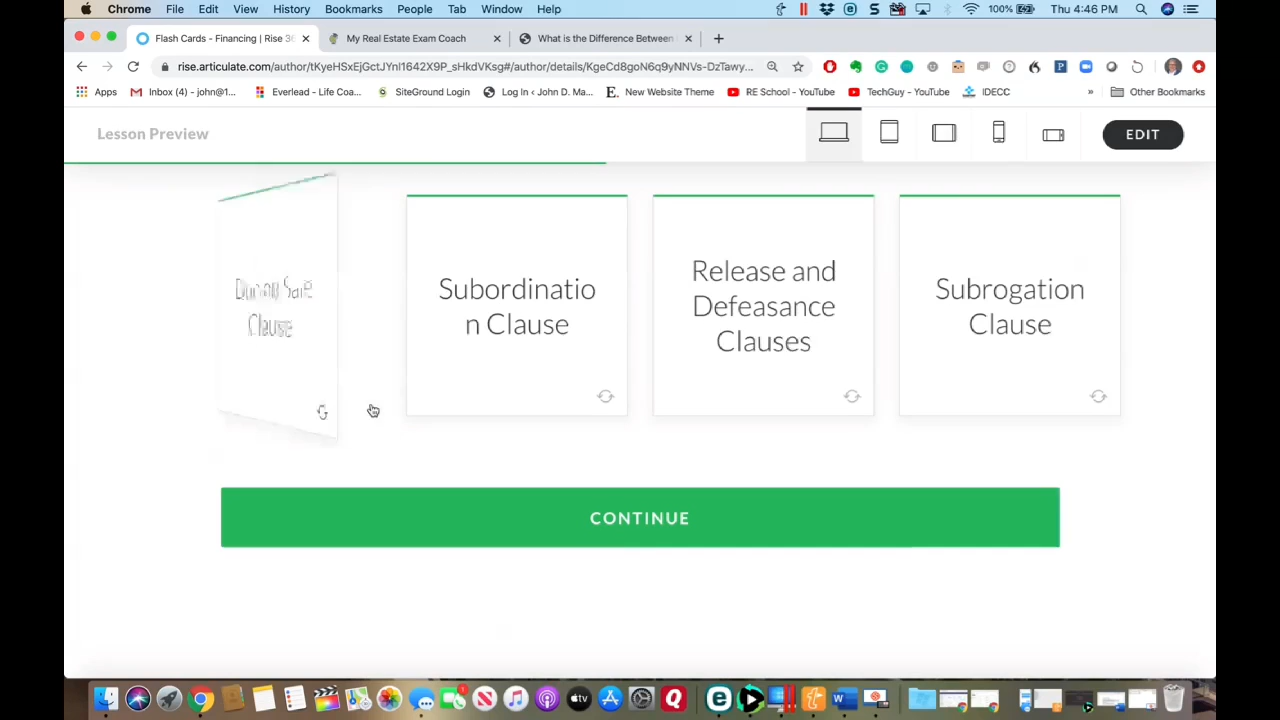 Chrome File Edit View History Bookmarks People Tab Window Help 100% Thu 4:46 PM
Flash Cards - Financing | Rise 36 My Real Estate Exam Coach What is the Difference Between
rise.articulate.com/author/tKyeHSxEjGctJYnl1642X9P_sHkdVKsg#/author/details/KgeCd8goN6q9yNNVs-DzTawy...
Apps Inbox (4) - john@1... Everlead - Life Coa... SiteGround Login Log In ‹ John D. Ma... New Website Theme RE School - YouTube TechGuy - YouTube IDECC » Other Bookmarks
Lesson Preview
EDIT
Clause
Subordinatio
n Clause
Release and
Defeasance
Clauses
Subrogation
Clause
CONTINUE